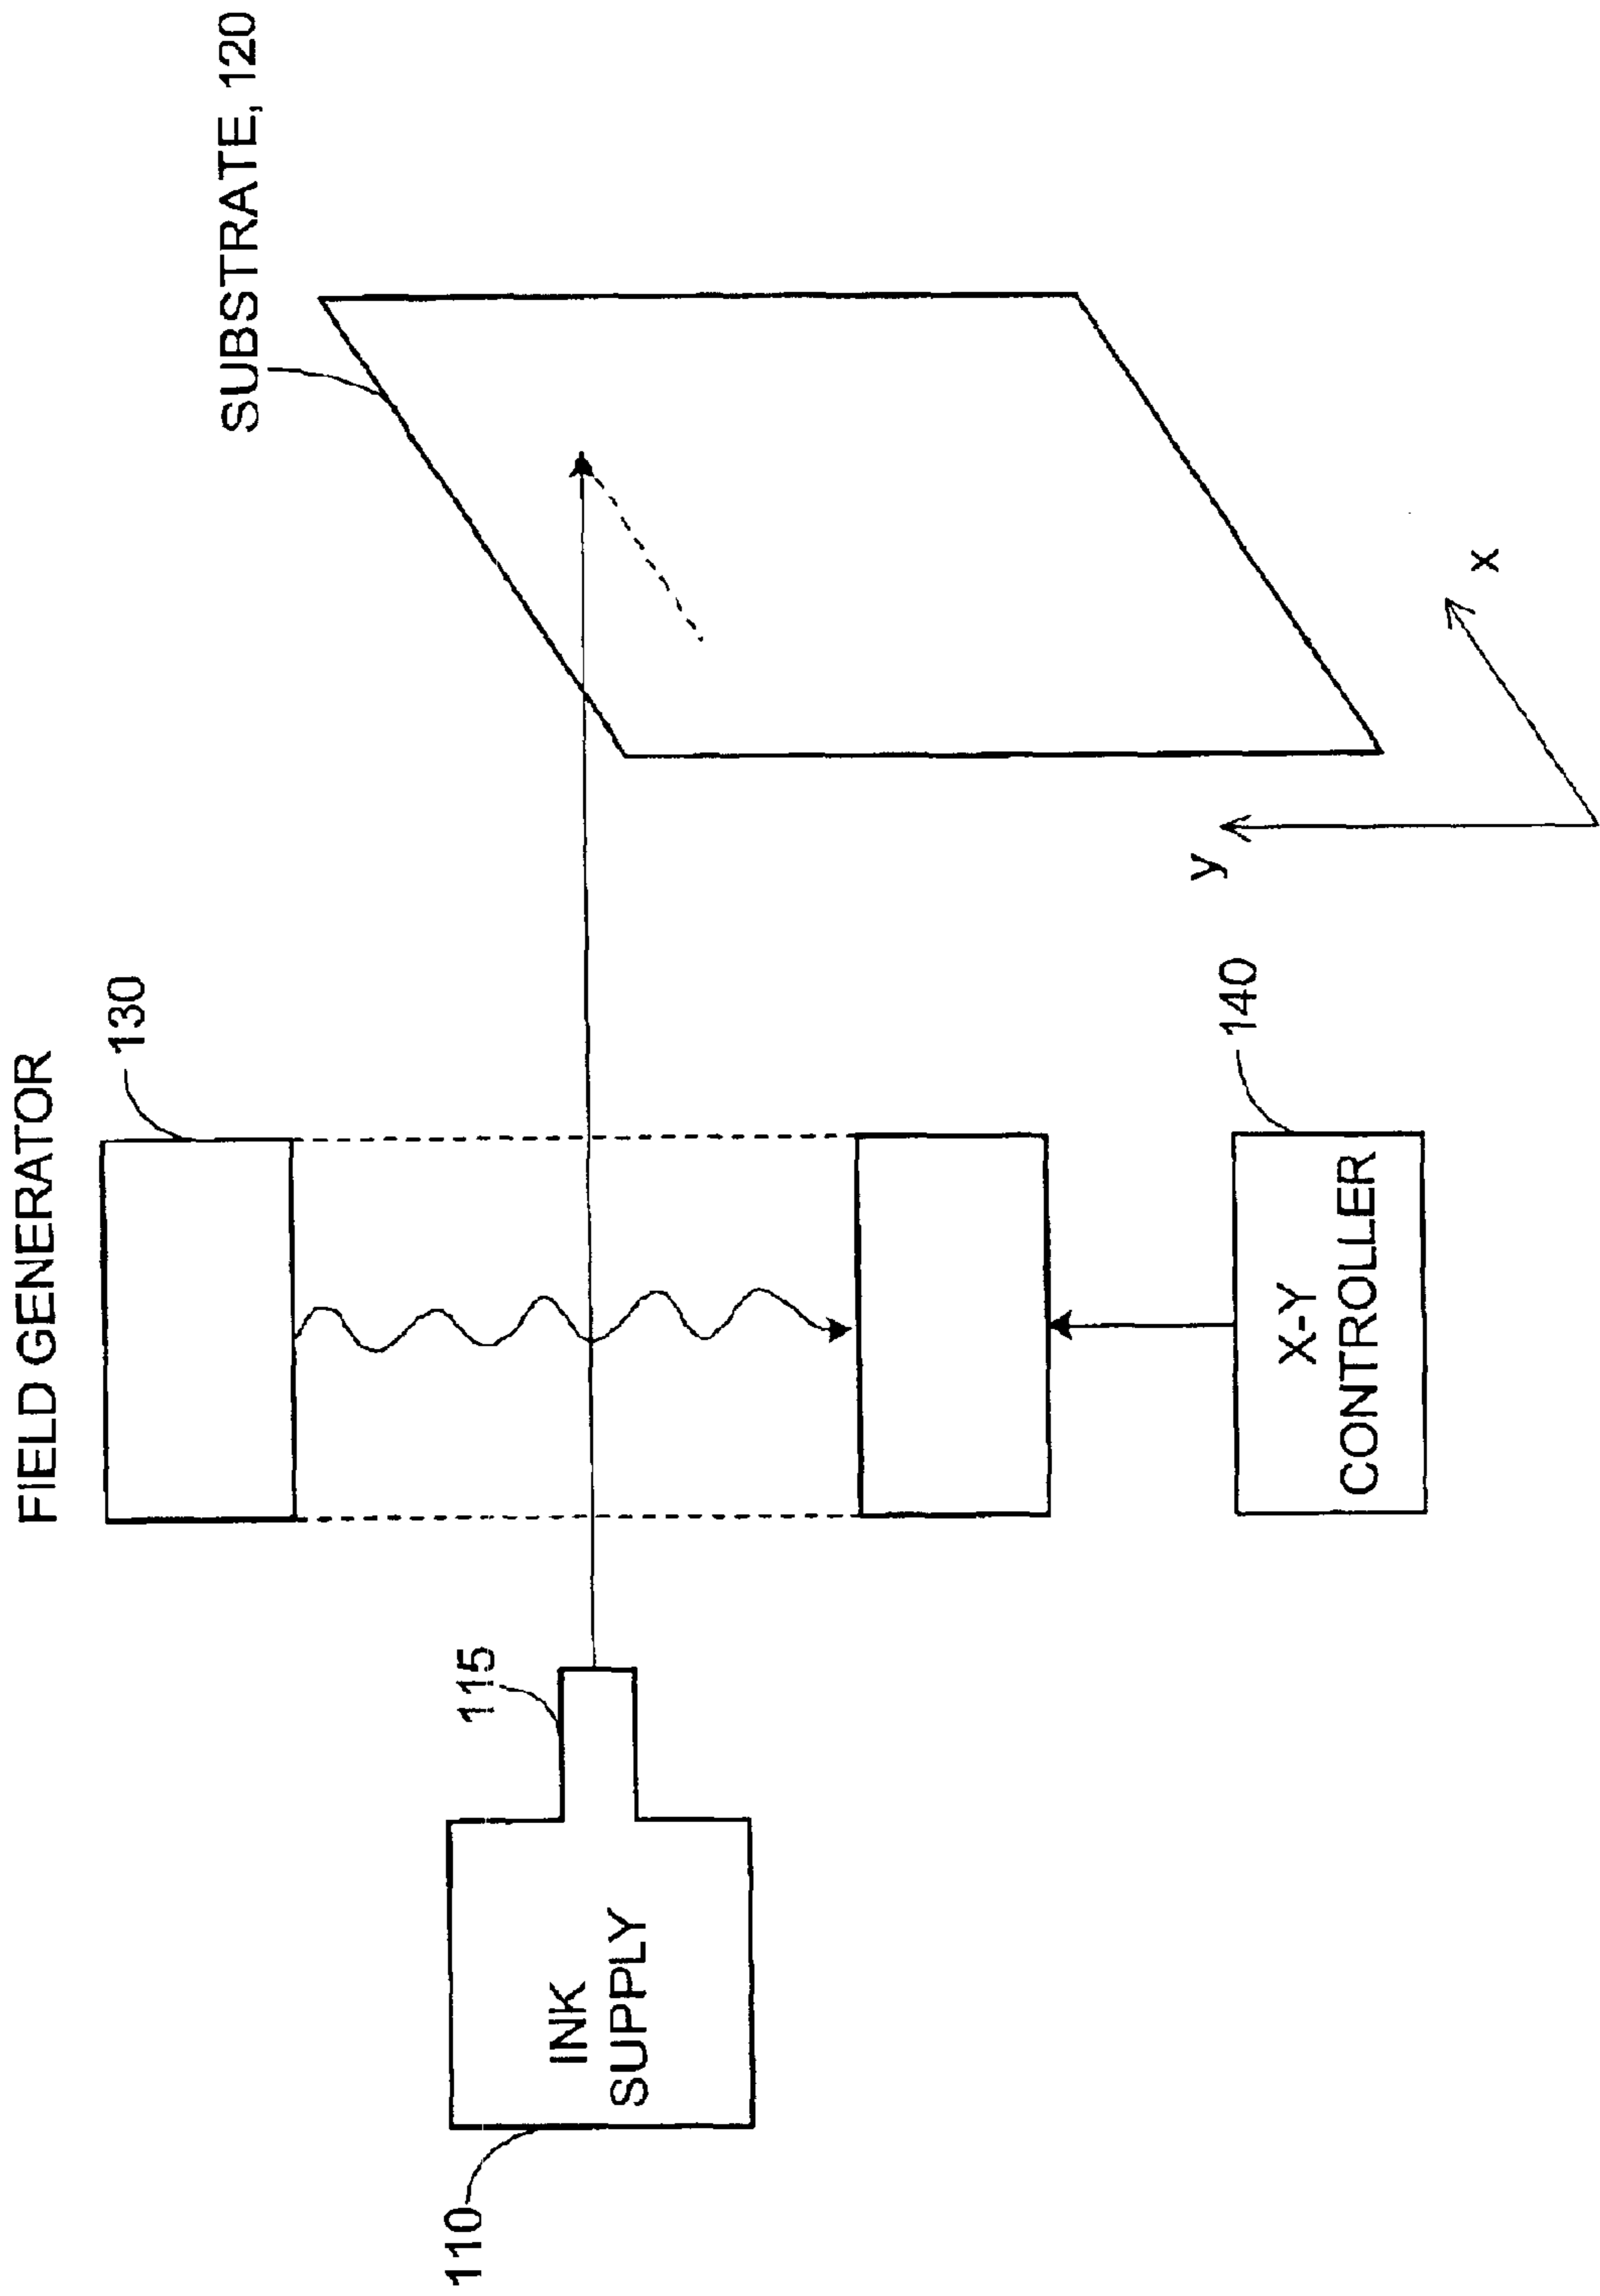 FIELD GENERATOR
130
SUBSTRATE, 120
115
110
INK
SUPPLY
140
X-Y
CONTROLLER
y
x